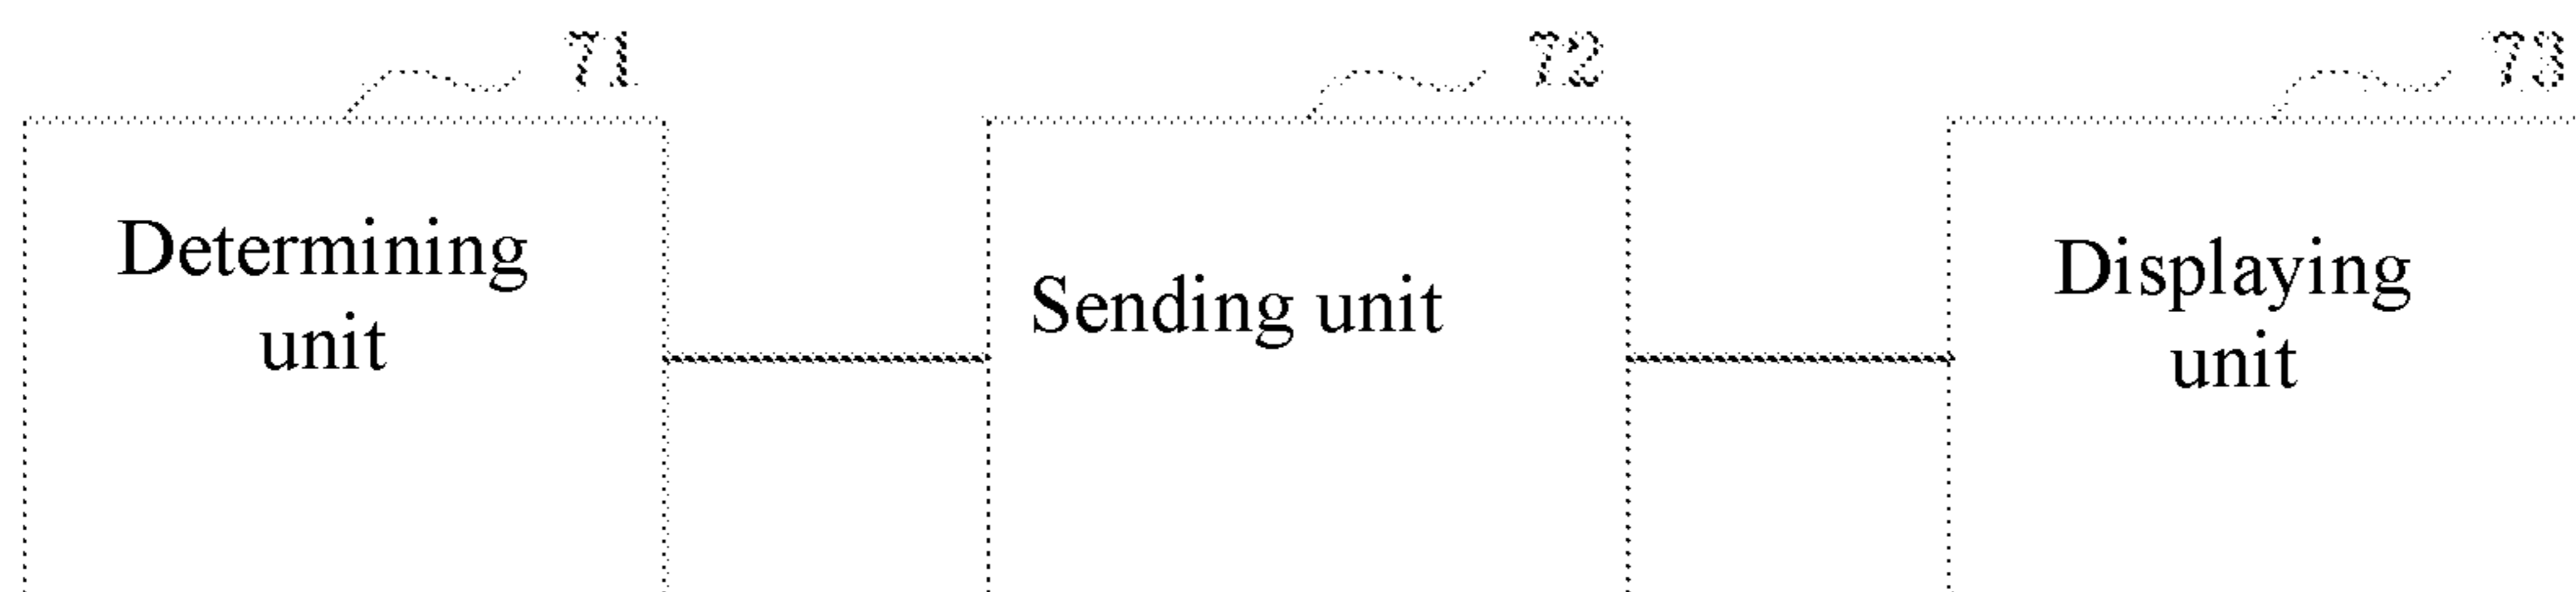 71
72
73
Determining
unit
Sending unit
Displaying
unit